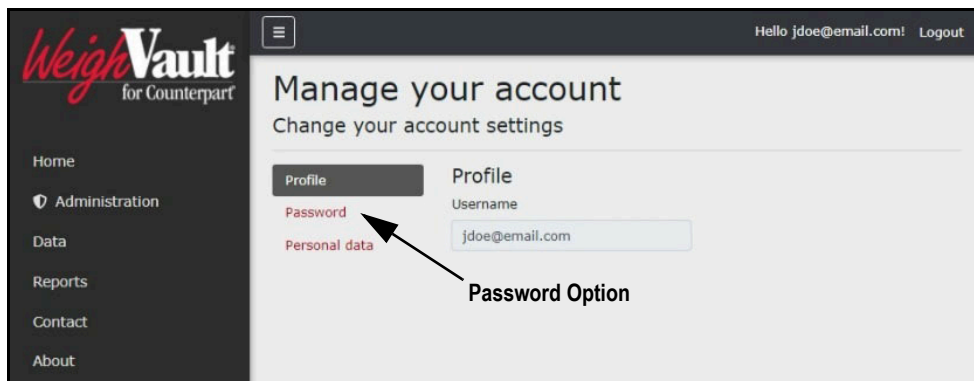 WeighVault
for Counterpart
Hello jdoe@email.com! Logout
Manage your account
Change your account settings
Home
Administration
Data
Reports
Contact
About
Profile
Password
Personal data
Profile
Username
jdoe@email.com
Password Option